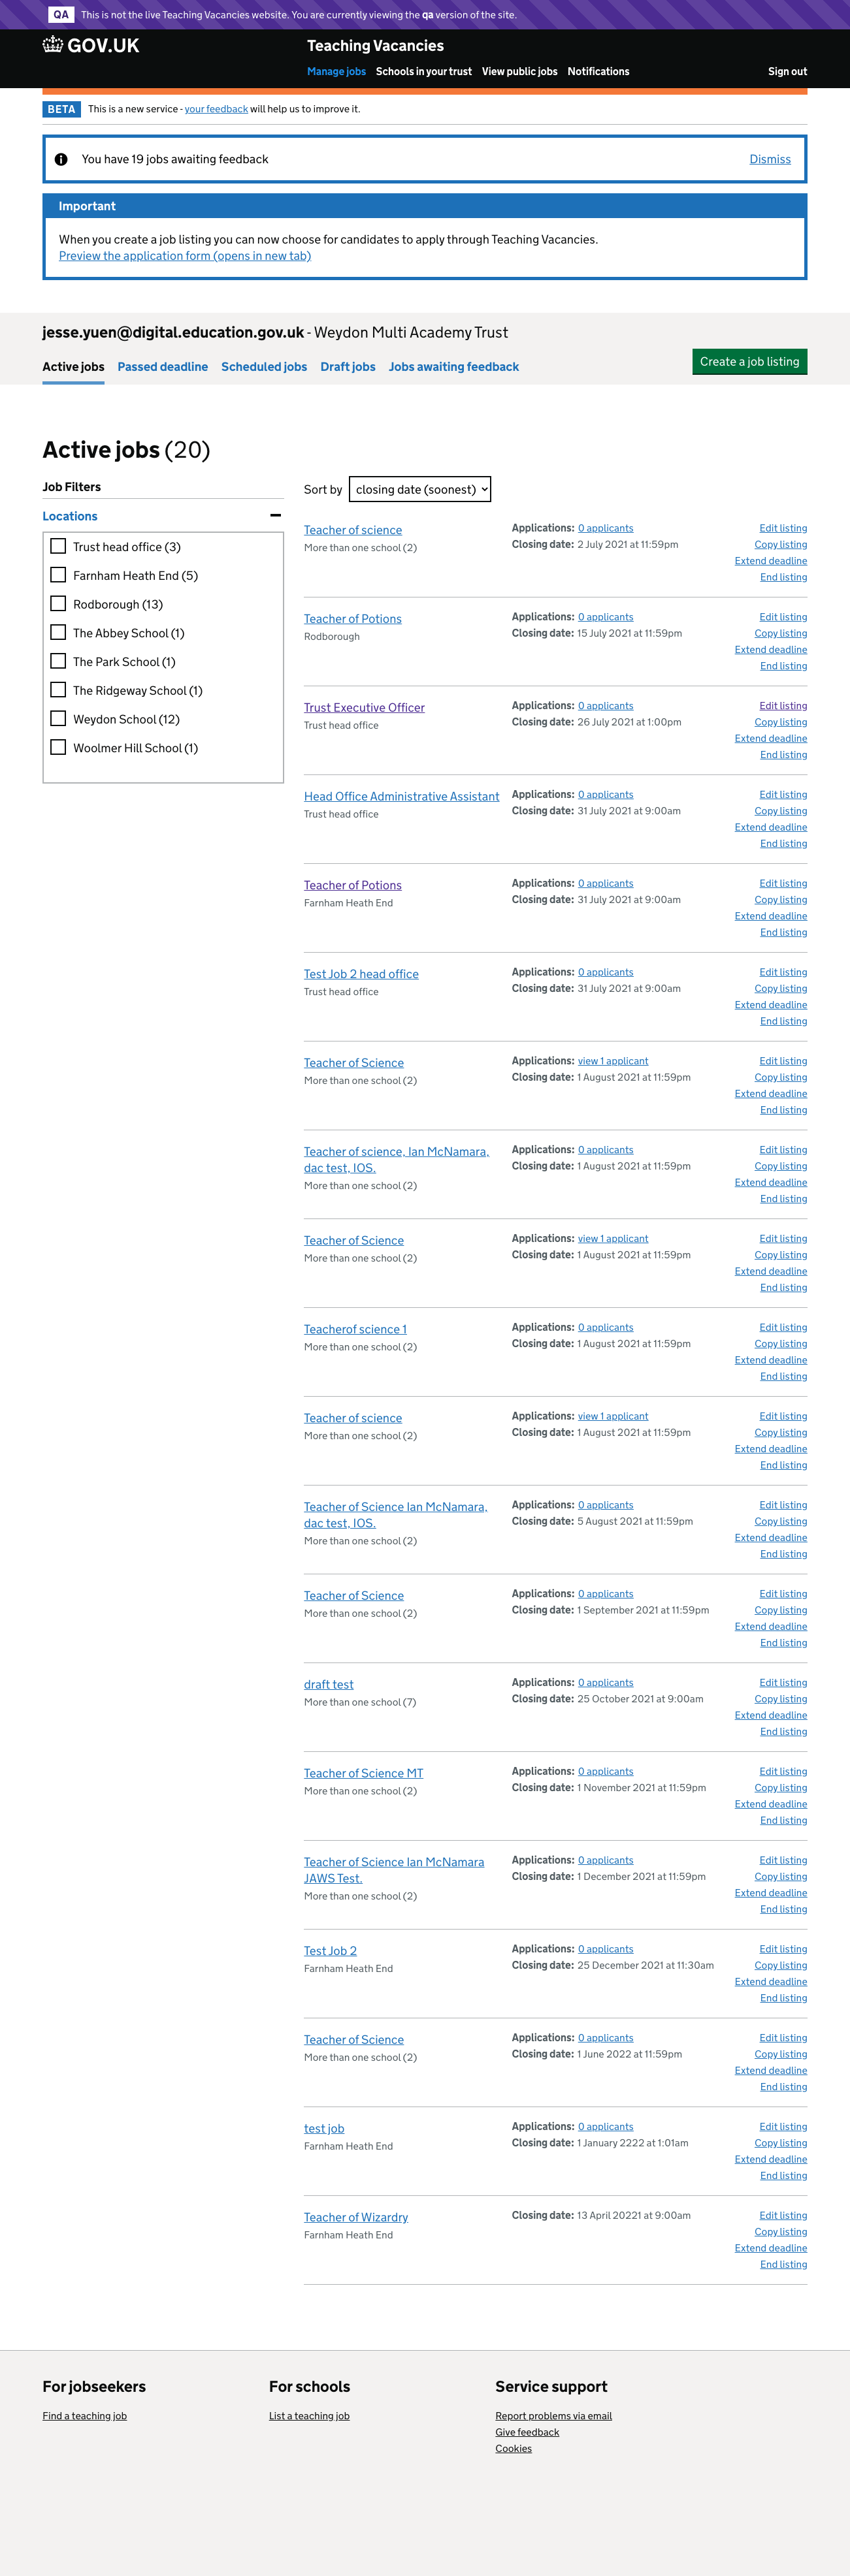 QA This is not the live Teaching Vacancies website. You are currently viewing the qa version of the site.
GOV.UK Teaching Vacancies
Manage jobs Schools in your trust View public jobs Notifications Sign out
BETA This is a new service - your feedback will help us to improve it.
You have 19 jobs awaiting feedback Dismiss
Important
When you create a job listing you can now choose for candidates to apply through Teaching Vacancies.
Preview the application form (opens in new tab)
jesse.yuen@digital.education.gov.uk - Weydon Multi Academy Trust
Active jobs Passed deadline Scheduled jobs Draft jobs Jobs awaiting feedback Create a job listing
Active jobs (20)
Job Filters
Locations
Trust head office (3)
Farnham Heath End (5)
Rodborough (13)
The Abbey School (1)
The Park School (1)
The Ridgeway School (1)
Weydon School (12)
Woolmer Hill School (1)
Sort by closing date (soonest)
Teacher of science
More than one school (2)
Applications: 0 applicants
Closing date: 2 July 2021 at 11:59pm
Edit listing
Copy listing
Extend deadline
End listing
Teacher of Potions
Rodborough
Applications: 0 applicants
Closing date: 15 July 2021 at 11:59pm
Edit listing
Copy listing
Extend deadline
End listing
Trust Executive Officer
Trust head office
Applications: 0 applicants
Closing date: 26 July 2021 at 1:00pm
Edit listing
Copy listing
Extend deadline
End listing
Head Office Administrative Assistant
Trust head office
Applications: 0 applicants
Closing date: 31 July 2021 at 9:00am
Edit listing
Copy listing
Extend deadline
End listing
Teacher of Potions
Farnham Heath End
Applications: 0 applicants
Closing date: 31 July 2021 at 9:00am
Edit listing
Copy listing
Extend deadline
End listing
Test Job 2 head office
Trust head office
Applications: 0 applicants
Closing date: 31 July 2021 at 9:00am
Edit listing
Copy listing
Extend deadline
End listing
Teacher of Science
More than one school (2)
Applications: view 1 applicant
Closing date: 1 August 2021 at 11:59pm
Edit listing
Copy listing
Extend deadline
End listing
Teacher of science, Ian McNamara,
dac test, IOS.
More than one school (2)
Applications: 0 applicants
Closing date: 1 August 2021 at 11:59pm
Edit listing
Copy listing
Extend deadline
End listing
Teacher of Science
More than one school (2)
Applications: view 1 applicant
Closing date: 1 August 2021 at 11:59pm
Edit listing
Copy listing
Extend deadline
End listing
Teacherof science 1
More than one school (2)
Applications: 0 applicants
Closing date: 1 August 2021 at 11:59pm
Edit listing
Copy listing
Extend deadline
End listing
Teacher of science
More than one school (2)
Applications: view 1 applicant
Closing date: 1 August 2021 at 11:59pm
Edit listing
Copy listing
Extend deadline
End listing
Teacher of Science Ian McNamara,
dac test, IOS.
More than one school (2)
Applications: 0 applicants
Closing date: 5 August 2021 at 11:59pm
Edit listing
Copy listing
Extend deadline
End listing
Teacher of Science
More than one school (2)
Applications: 0 applicants
Closing date: 1 September 2021 at 11:59pm
Edit listing
Copy listing
Extend deadline
End listing
draft test
More than one school (7)
Applications: 0 applicants
Closing date: 25 October 2021 at 9:00am
Edit listing
Copy listing
Extend deadline
End listing
Teacher of Science MT
More than one school (2)
Applications: 0 applicants
Closing date: 1 November 2021 at 11:59pm
Edit listing
Copy listing
Extend deadline
End listing
Teacher of Science Ian McNamara
JAWS Test.
More than one school (2)
Applications: 0 applicants
Closing date: 1 December 2021 at 11:59pm
Edit listing
Copy listing
Extend deadline
End listing
Test Job 2
Farnham Heath End
Applications: 0 applicants
Closing date: 25 December 2021 at 11:30am
Edit listing
Copy listing
Extend deadline
End listing
Teacher of Science
More than one school (2)
Applications: 0 applicants
Closing date: 1 June 2022 at 11:59pm
Edit listing
Copy listing
Extend deadline
End listing
test job
Farnham Heath End
Applications: 0 applicants
Closing date: 1 January 2222 at 1:01am
Edit listing
Copy listing
Extend deadline
End listing
Teacher of Wizardry
Farnham Heath End
Closing date: 13 April 20221 at 9:00am
Edit listing
Copy listing
Extend deadline
End listing
For jobseekers
Find a teaching job
For schools
List a teaching job
Service support
Report problems via email
Give feedback
Cookies